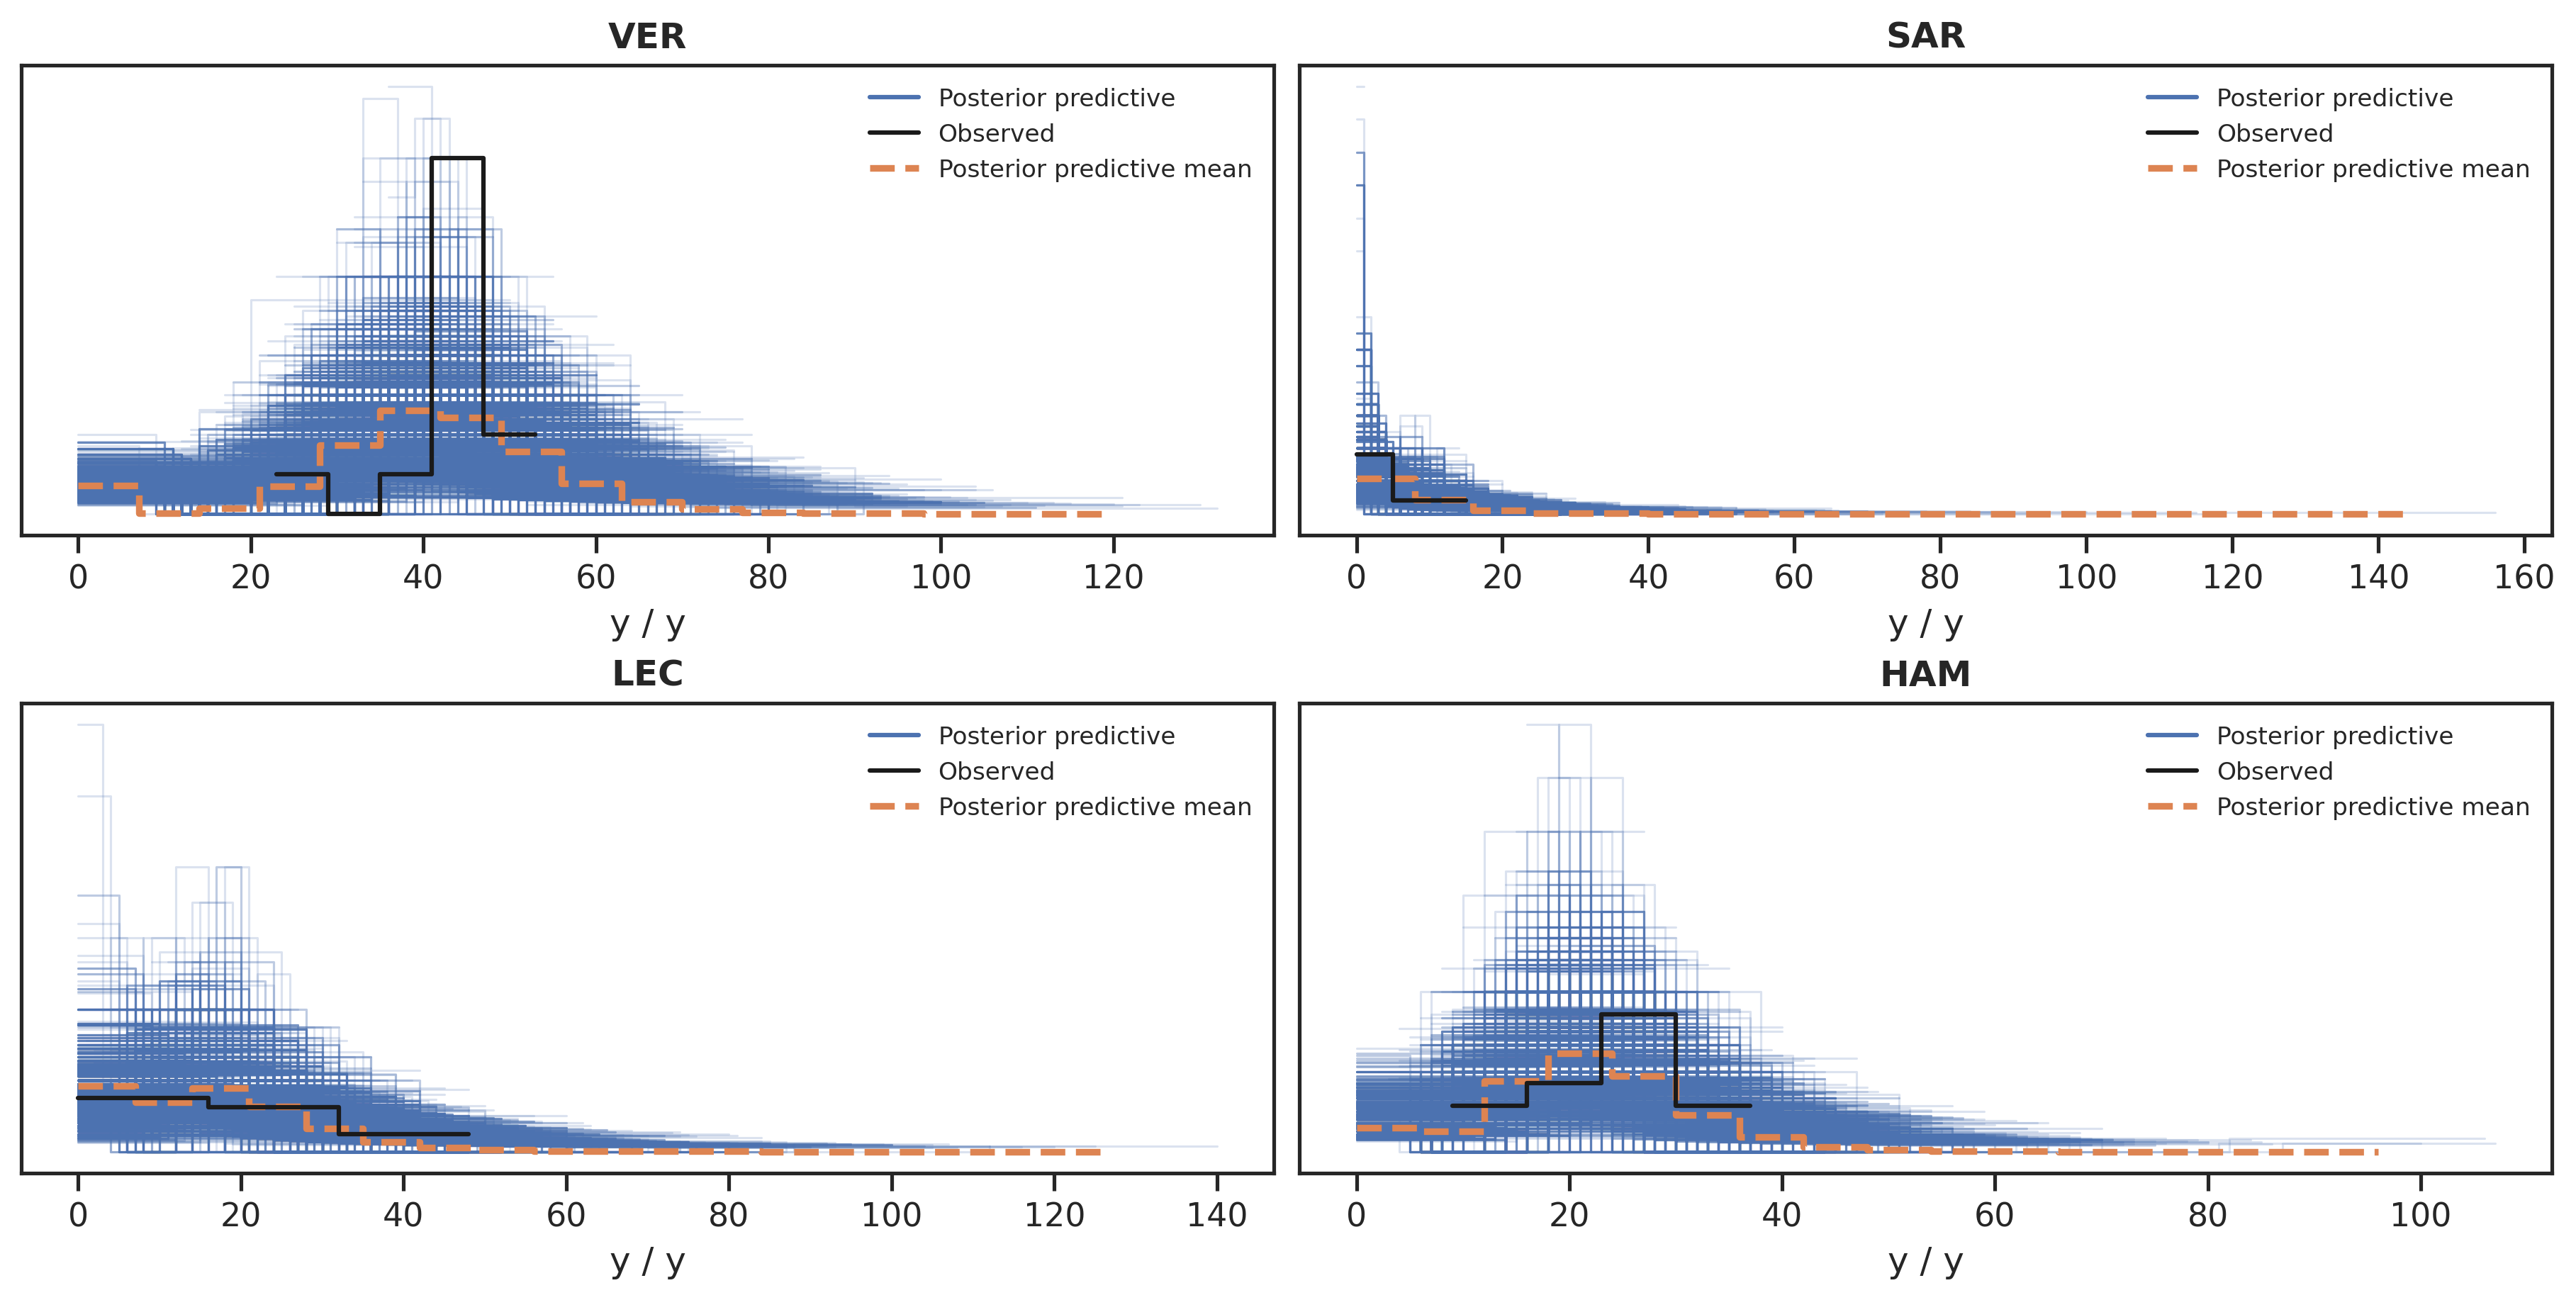 VER
Posterior predictive
Observed
Posterior predictive mean
0 20 40 60 80 100 120
y / y
SAR
Posterior predictive
Observed
Posterior predictive mean
0 20 40 60 80 100 120 140 160
y / y
LEC
Posterior predictive
Observed
Posterior predictive mean
0 20 40 60 80 100 120 140
y / y
HAM
Posterior predictive
Observed
Posterior predictive mean
0 20 40 60 80 100
y / y